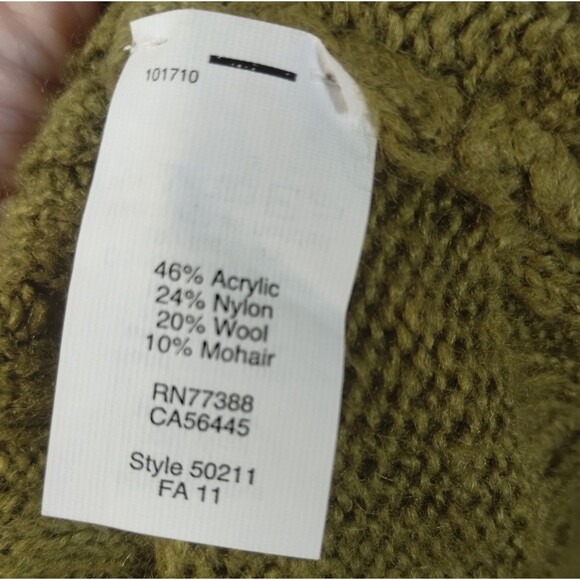 101710
46% Acrylic
24% Nylon
20% Wool
10% Mohair
RN77388
CA56445
Style 50211
FA 11